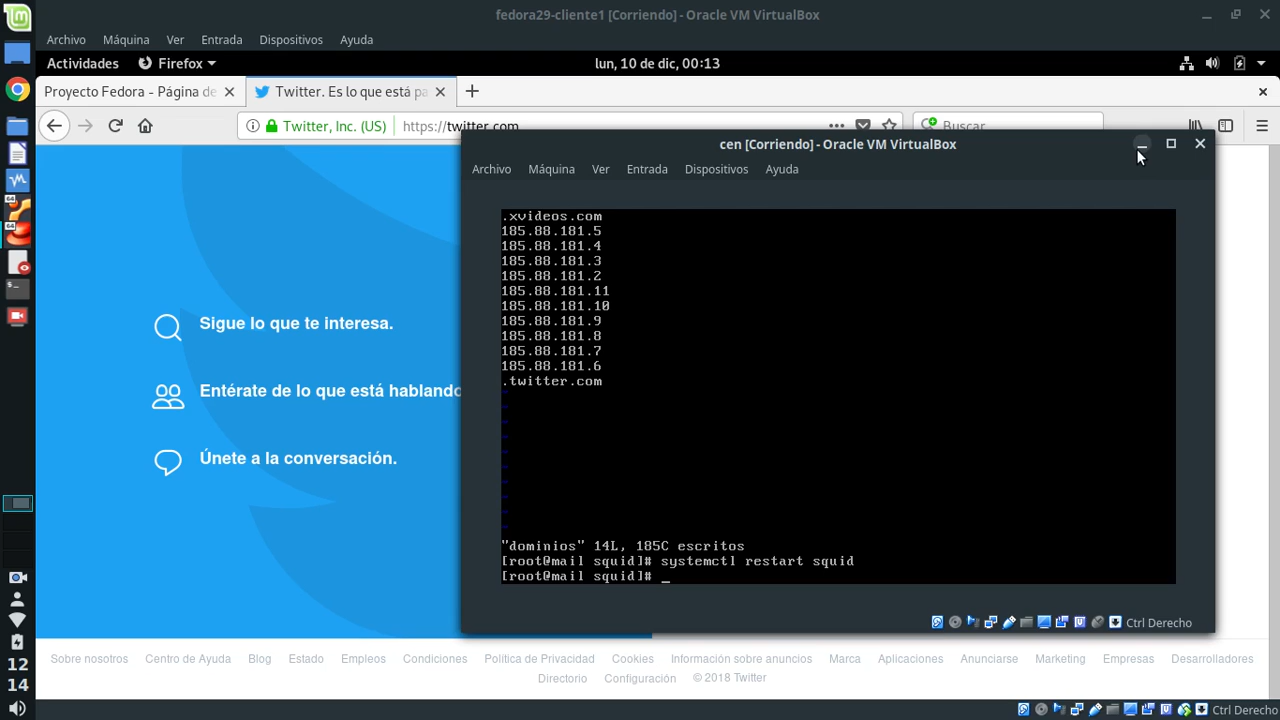 fedora29-cliente1 [Corriendo] - Oracle VM VirtualBox
Archivo Máquina Ver Entrada Dispositivos Ayuda
Actividades Firefox lun, 10 de dic, 00:13
Proyecto Fedora - Página de Twitter. Es lo que está pa
Twitter, Inc. (US) https://twitter.com Buscar
cen [Corriendo] - Oracle VM VirtualBox
Archivo Máquina Ver Entrada Dispositivos Ayuda
.xvideos.com
185.88.181.5
185.88.181.4
185.88.181.3
185.88.181.2
185.88.181.11
185.88.181.10
185.88.181.9
185.88.181.8
185.88.181.7
185.88.181.6
.twitter.com
~
~
~
~
~
~
~
~
~
~
"dominios" 14L, 185C escritos
[root@mail squid]# systemctl restart squid
[root@mail squid]# _
Ctrl Derecho
Sigue lo que te interesa.
Entérate de lo que está hablando
Únete a la conversación.
Sobre nosotros Centro de Ayuda Blog Estado Empleos Condiciones Política de Privacidad Cookies Información sobre anuncios Marca Aplicaciones Anunciarse Marketing Empresas Desarrolladores
Directorio Configuración © 2018 Twitter
Ctrl Derecho
64
64
12
14